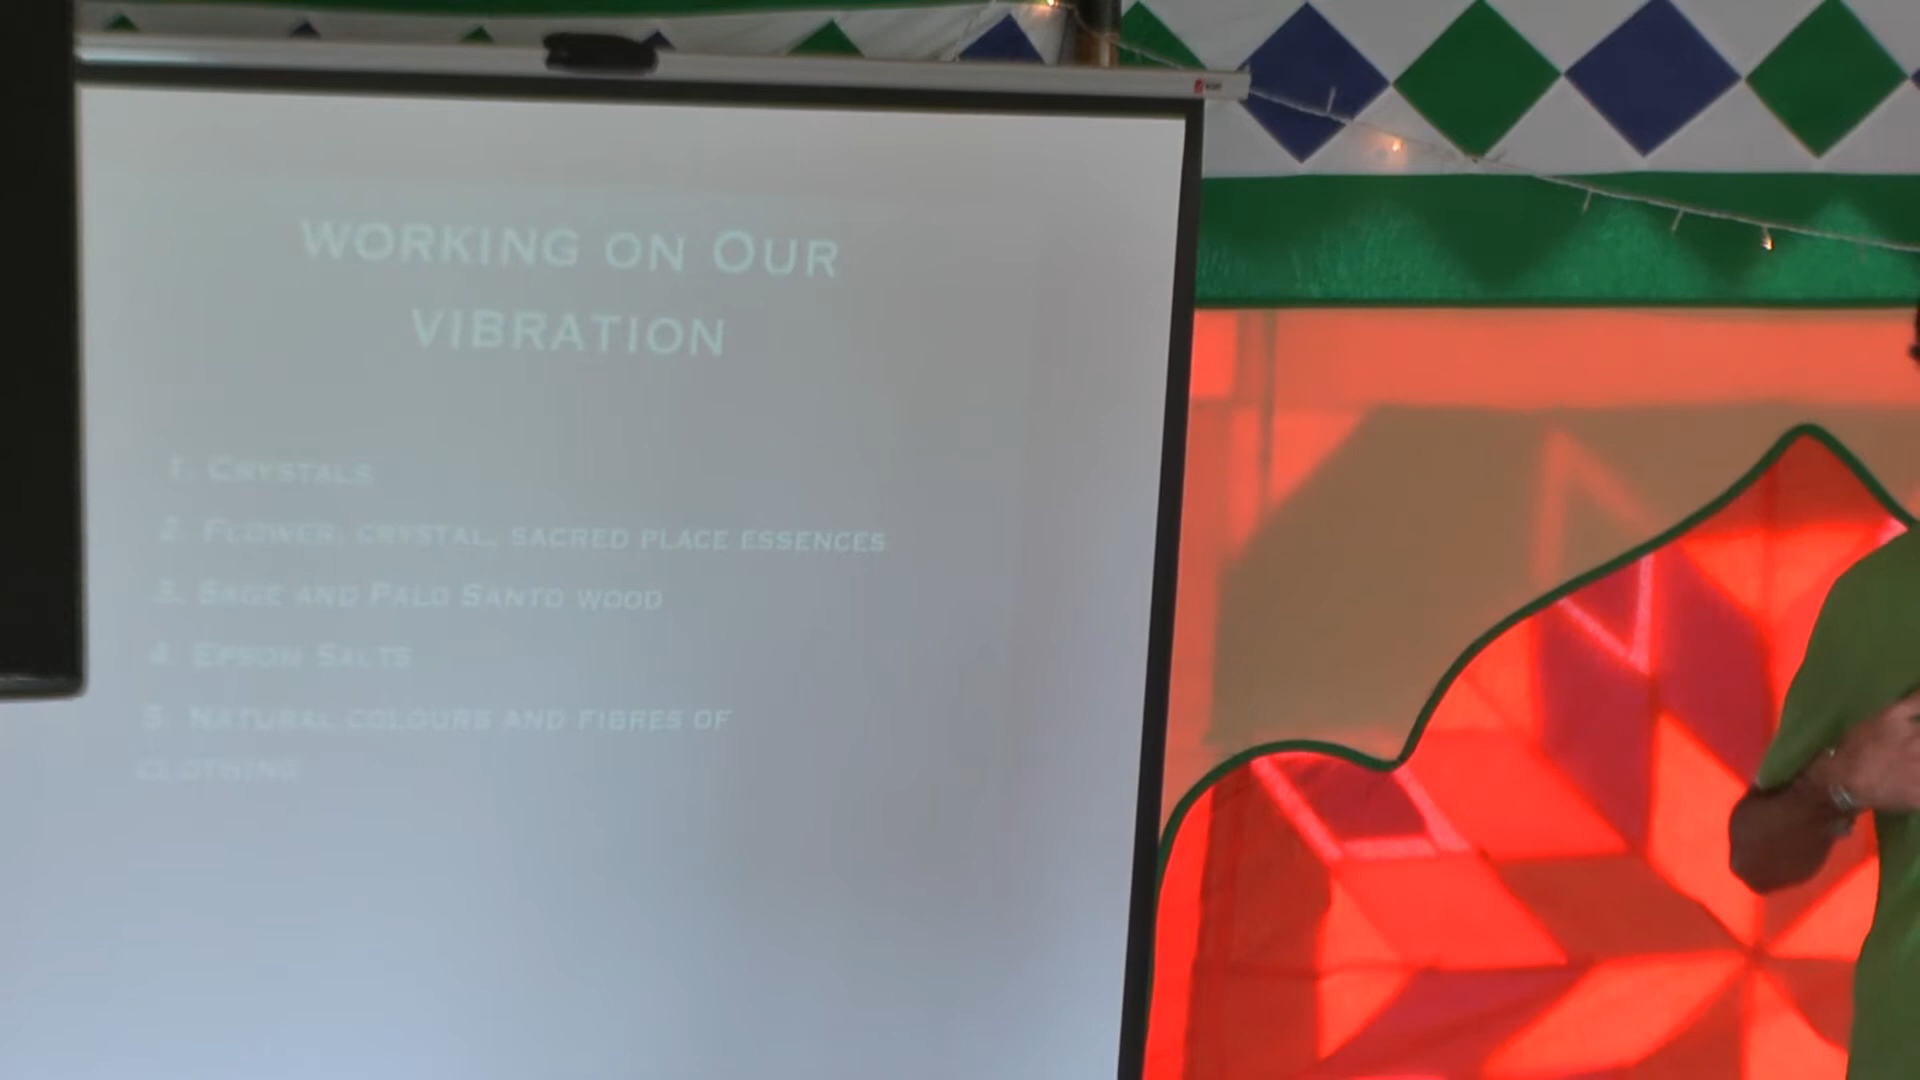 WORKING ON OUR
VIBRATION
1. CRYSTALS
2. FLOWER, CRYSTAL, SACRED PLACE ESSENCES
3. SAGE AND PALO SANTO WOOD
4. EPSOM SALTS
5. NATURAL COLOURS AND FIBRES OF
CLOTHING